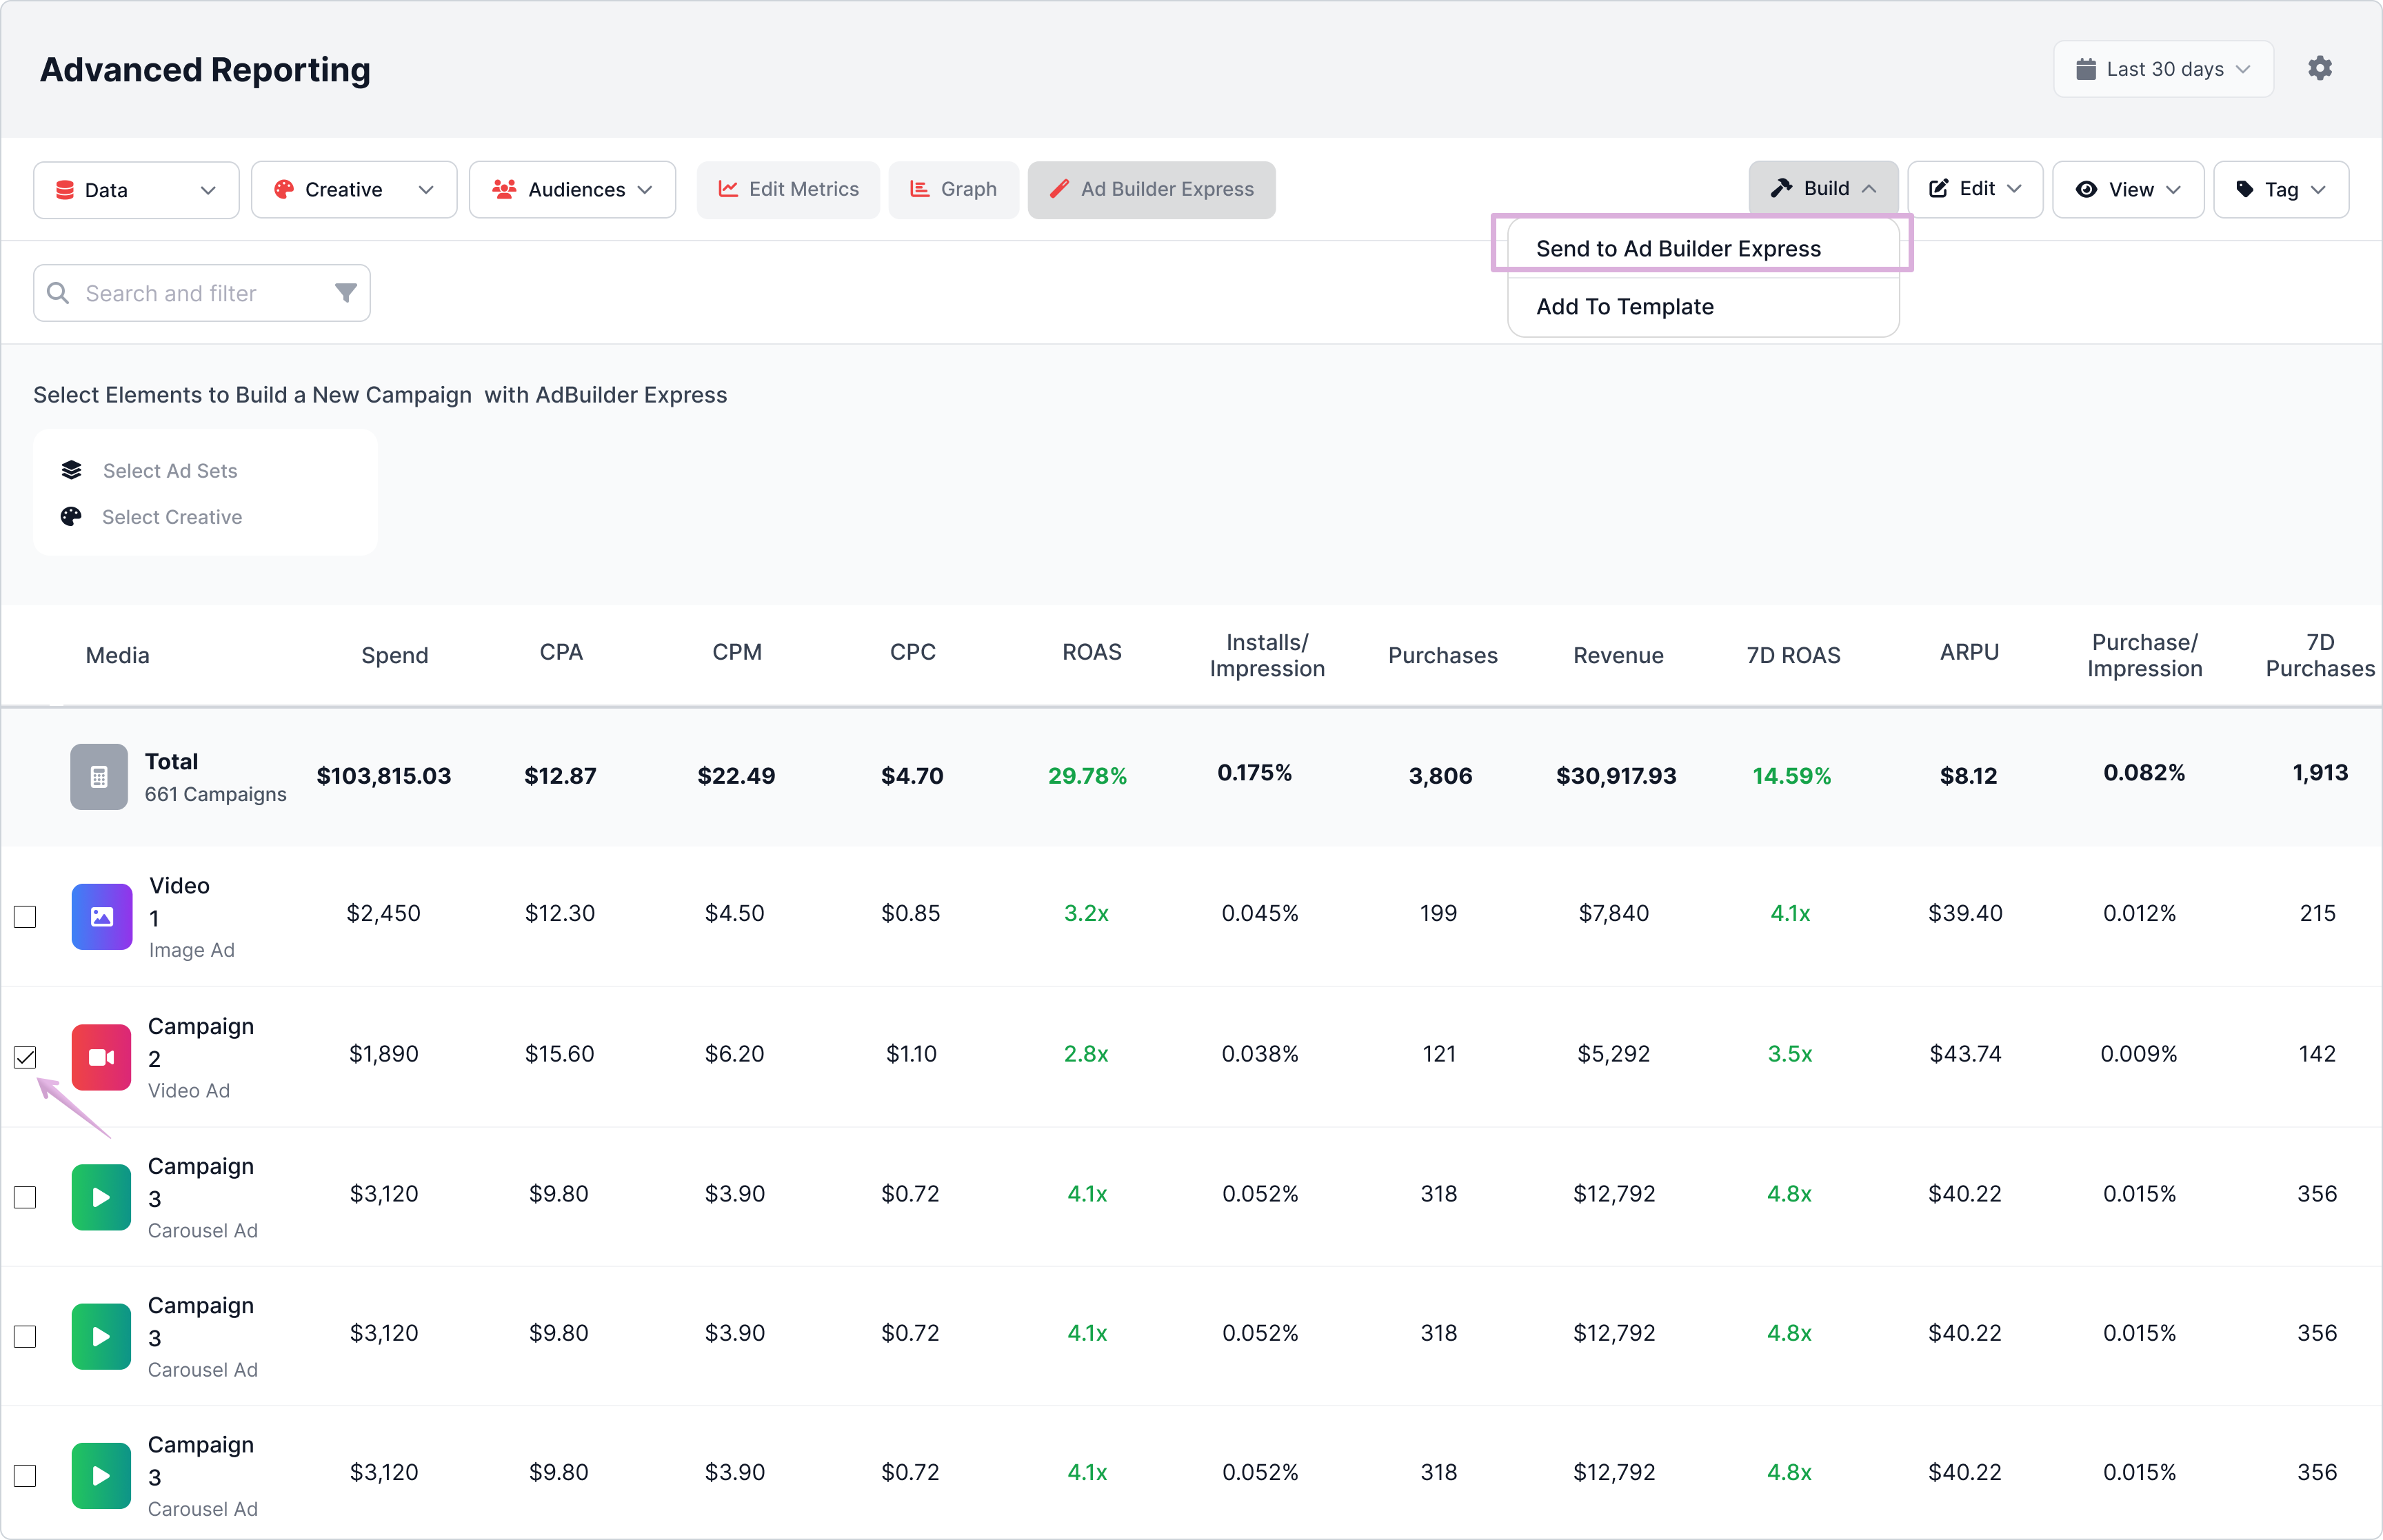 Advanced Reporting
Last 30 days
Data
Creative
Audiences
Edit Metrics
Graph
Ad Builder Express
Build
Edit
View
Tag
Send to Ad Builder Express
Add To Template
Search and filter
Select Elements to Build a New Campaign  with AdBuilder Express
Select Ad Sets
Select Creative
Media Spend CPA CPM CPC ROAS Installs/ Impression Purchases Revenue 7D ROAS ARPU Purchase/ Impression 7D Purchases
Total
661 Campaigns
$103,815.03 $12.87 $22.49 $4.70 29.78% 0.175% 3,806 $30,917.93 14.59% $8.12 0.082% 1,913
Video
1
Image Ad
$2,450 $12.30 $4.50 $0.85 3.2x 0.045% 199 $7,840 4.1x $39.40 0.012% 215
Campaign
2
Video Ad
$1,890 $15.60 $6.20 $1.10 2.8x 0.038% 121 $5,292 3.5x $43.74 0.009% 142
Campaign
3
Carousel Ad
$3,120 $9.80 $3.90 $0.72 4.1x 0.052% 318 $12,792 4.8x $40.22 0.015% 356
Campaign
3
Carousel Ad
$3,120 $9.80 $3.90 $0.72 4.1x 0.052% 318 $12,792 4.8x $40.22 0.015% 356
Campaign
3
Carousel Ad
$3,120 $9.80 $3.90 $0.72 4.1x 0.052% 318 $12,792 4.8x $40.22 0.015% 356